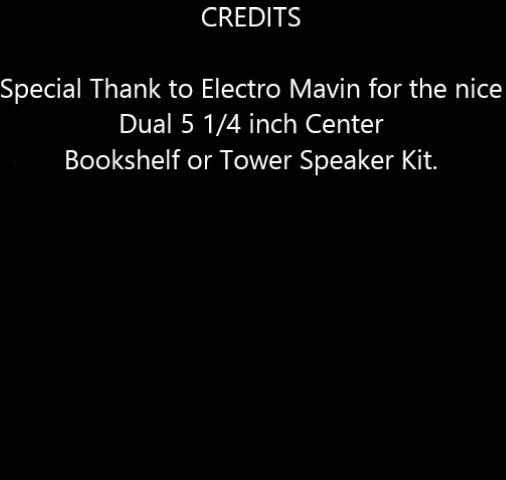 CREDITS
Special Thank to Electro Mavin for the nice
Dual 5 1/4 inch Center
Bookshelf or Tower Speaker Kit.